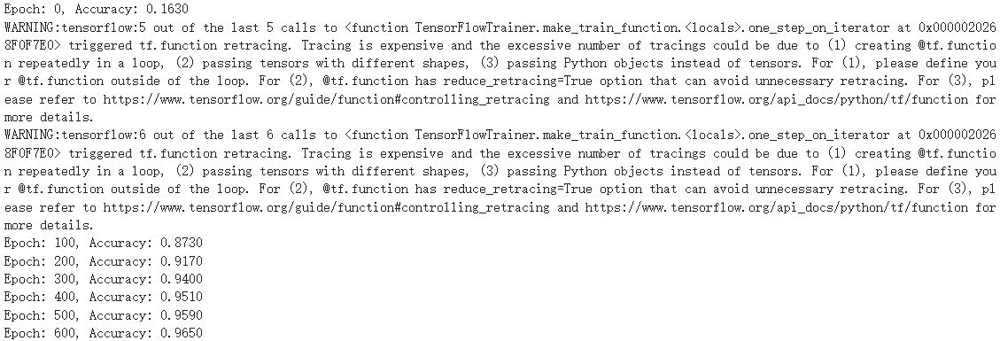 Epoch: 0, Accuracy: 0.1630
WARNING:tensorflow:5 out of the last 5 calls to <function TensorFlowTrainer.make_train_function.<locals>.one_step_on_iterator at 0x000002026
8F0F7E0> triggered tf.function retracing. Tracing is expensive and the excessive number of tracings could be due to (1) creating @tf.functio
n repeatedly in a loop, (2) passing tensors with different shapes, (3) passing Python objects instead of tensors. For (1), please define you
r @tf.function outside of the loop. For (2), @tf.function has reduce_retracing=True option that can avoid unnecessary retracing. For (3), pl
ease refer to https://www.tensorflow.org/guide/function#controlling_retracing and https://www.tensorflow.org/api_docs/python/tf/function for
more details.
WARNING:tensorflow:6 out of the last 6 calls to <function TensorFlowTrainer.make_train_function.<locals>.one_step_on_iterator at 0x000002026
8F0F7E0> triggered tf.function retracing. Tracing is expensive and the excessive number of tracings could be due to (1) creating @tf.functio
n repeatedly in a loop, (2) passing tensors with different shapes, (3) passing Python objects instead of tensors. For (1), please define you
r @tf.function outside of the loop. For (2), @tf.function has reduce_retracing=True option that can avoid unnecessary retracing. For (3), pl
ease refer to https://www.tensorflow.org/guide/function#controlling_retracing and https://www.tensorflow.org/api_docs/python/tf/function for
more details.
Epoch: 100, Accuracy: 0.8730
Epoch: 200, Accuracy: 0.9170
Epoch: 300, Accuracy: 0.9400
Epoch: 400, Accuracy: 0.9510
Epoch: 500, Accuracy: 0.9590
Epoch: 600, Accuracy: 0.9650